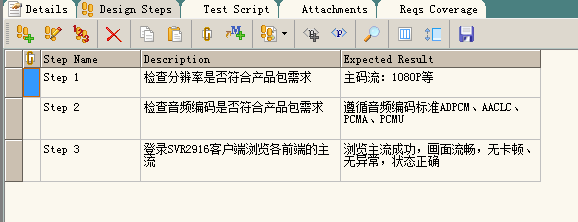 Details Design Steps Test Script Attachments Reqs Coverage
Step Name Description Expected Result
Step 1 检查分辨率是否符合产品包需求 主码流：1080P等
Step 2 检查音频编码是否符合产品包需求 遵循音频编码标准ADPCM、AACLC、
PCMA、PCMU
Step 3 登录SVR2916客户端浏览各前端的主 浏览主流成功，画面流畅，无卡顿、
流 无异常，状态正确